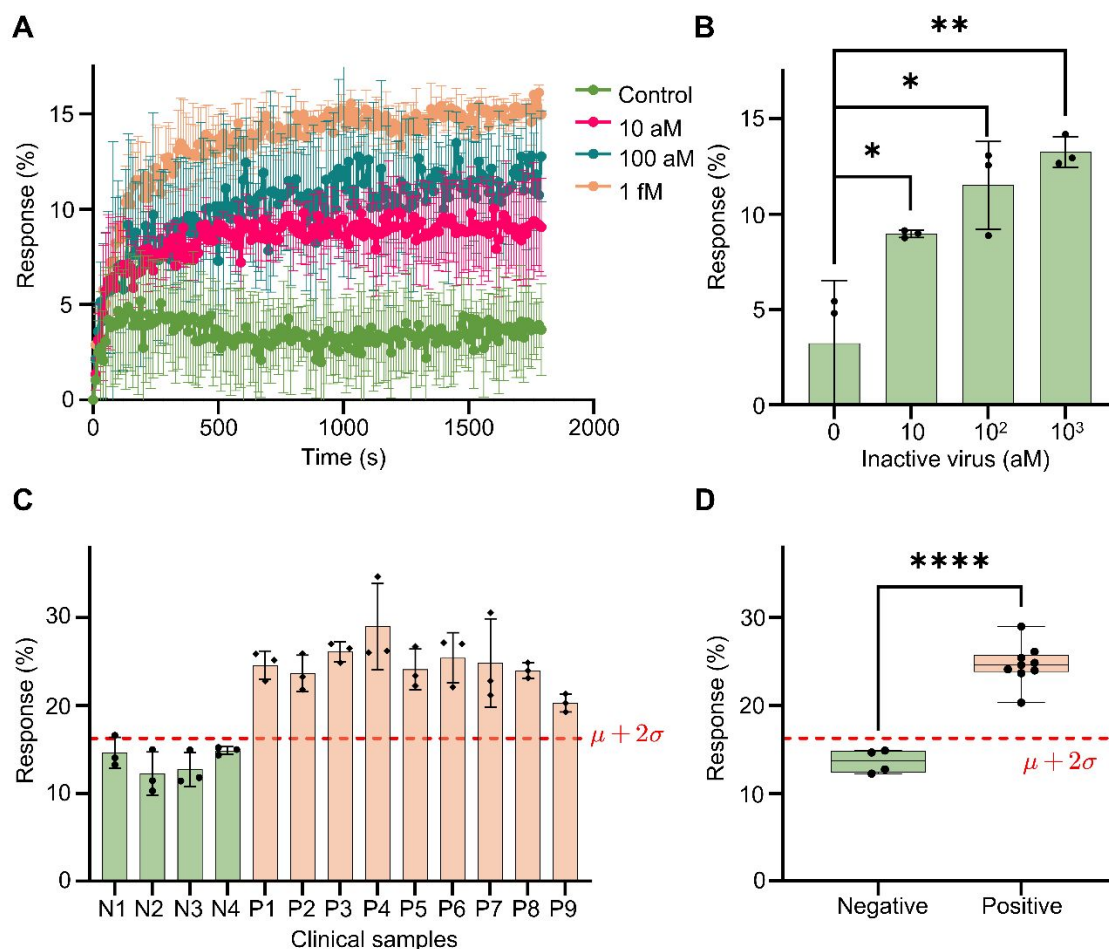 A
Response (%)
15
10
5
0
0 500 1000 1500 2000
Time (s)
Control
10 aM
100 aM
1 fM
B
Response (%)
15
10
5
0
**
*
*
0 10 10² 10³
Inactive virus (aM)
C
Response (%)
30
20
10
0
μ + 2σ
N1 N2 N3 N4 P1 P2 P3 P4 P5 P6 P7 P8 P9
Clinical samples
D
Response (%)
30
20
10
0
****
μ + 2σ
Negative Positive